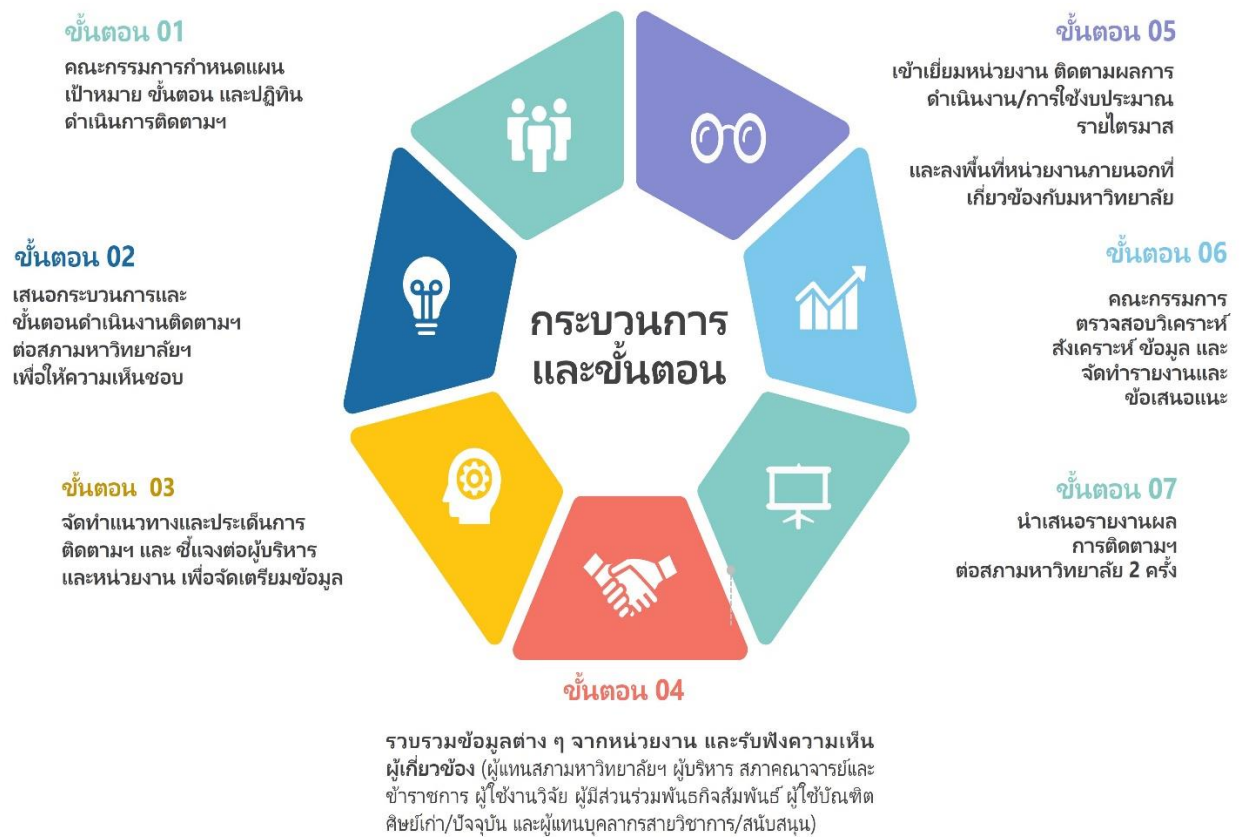 ขั้นตอน 01
คณะกรรมการกำหนดแผน
เป้าหมาย ขั้นตอน และปฏิทิน
ดำเนินการติดตามฯ
ขั้นตอน 02
เสนอกระบวนการและ
ขั้นตอนดำเนินงานติดตามฯ
ต่อสภามหาวิทยาลัยฯ
เพื่อให้ความเห็นชอบ
ขั้นตอน 03
จัดทำแนวทางและประเด็นการ
ติดตามฯ และ ชี้แจงต่อผู้บริหาร
และหน่วยงาน เพื่อจัดเตรียมข้อมูล
กระบวนการ
และขั้นตอน
ขั้นตอน 04
รวบรวมข้อมูลต่าง ๆ จากหน่วยงาน และรับฟังความเห็น
ผู้เกี่ยวข้อง (ผู้แทนสภามหาวิทยาลัยฯ ผู้บริหาร สภาคณาจารย์และ
ข้าราชการ ผู้ใช้งานวิจัย ผู้มีส่วนร่วมพันธกิจสัมพันธ์ ผู้ใช้บัณฑิต
ศิษย์เก่า/ปัจจุบัน และผู้แทนบุคลากรสายวิชาการ/สนับสนุน)
ขั้นตอน 05
เข้าเยี่ยมหน่วยงาน ติดตามผลการ
ดำเนินงาน/การใช้งบประมาณ
รายไตรมาส
และลงพื้นที่หน่วยงานภายนอกที่
เกี่ยวข้องกับมหาวิทยาลัย
ขั้นตอน 06
คณะกรรมการ
ตรวจสอบวิเคราะห์
สังเคราะห์ ข้อมูล และ
จัดทำรายงานและ
ข้อเสนอแนะ
ขั้นตอน 07
นำเสนอรายงานผล
การติดตามฯ
ต่อสภามหาวิทยาลัย 2 ครั้ง